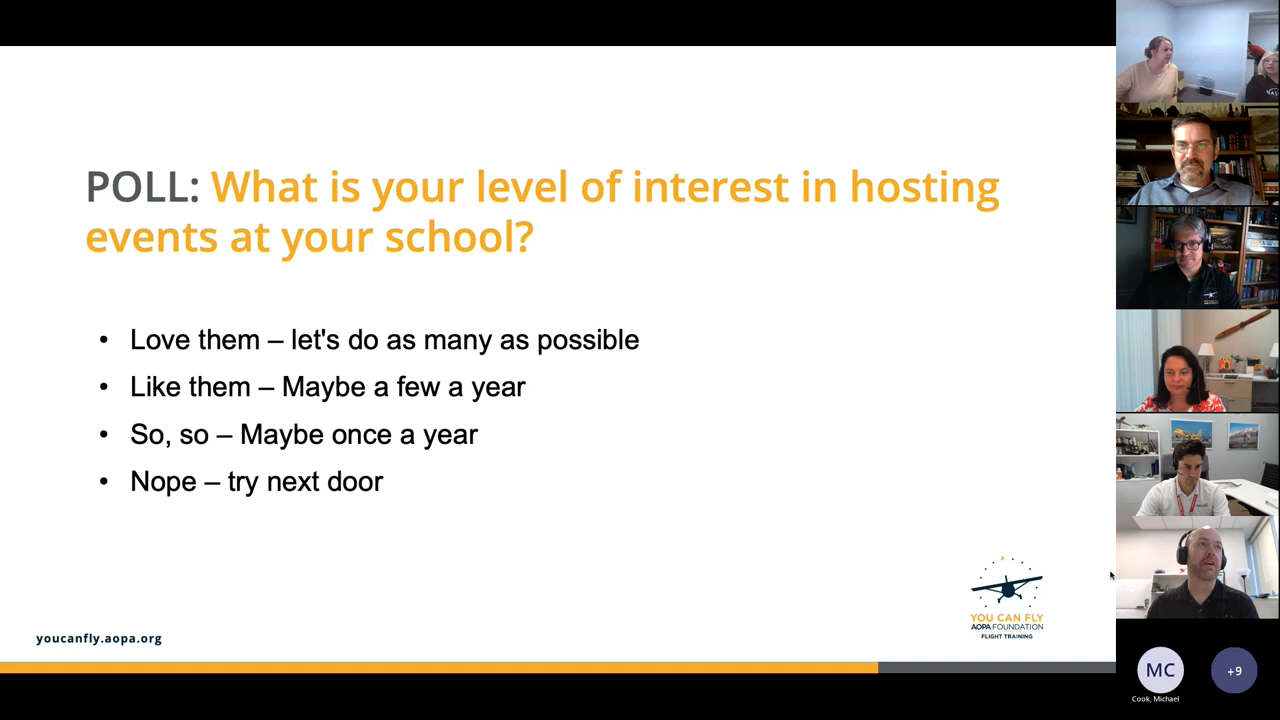 POLL: What is your level of interest in hosting
events at your school?
• Love them – let's do as many as possible
• Like them – Maybe a few a year
• So, so – Maybe once a year
• Nope – try next door
YOU CAN FLY
AOPA FOUNDATION
FLIGHT TRAINING
youcanfly.aopa.org
MC
+9
Cook, Michael